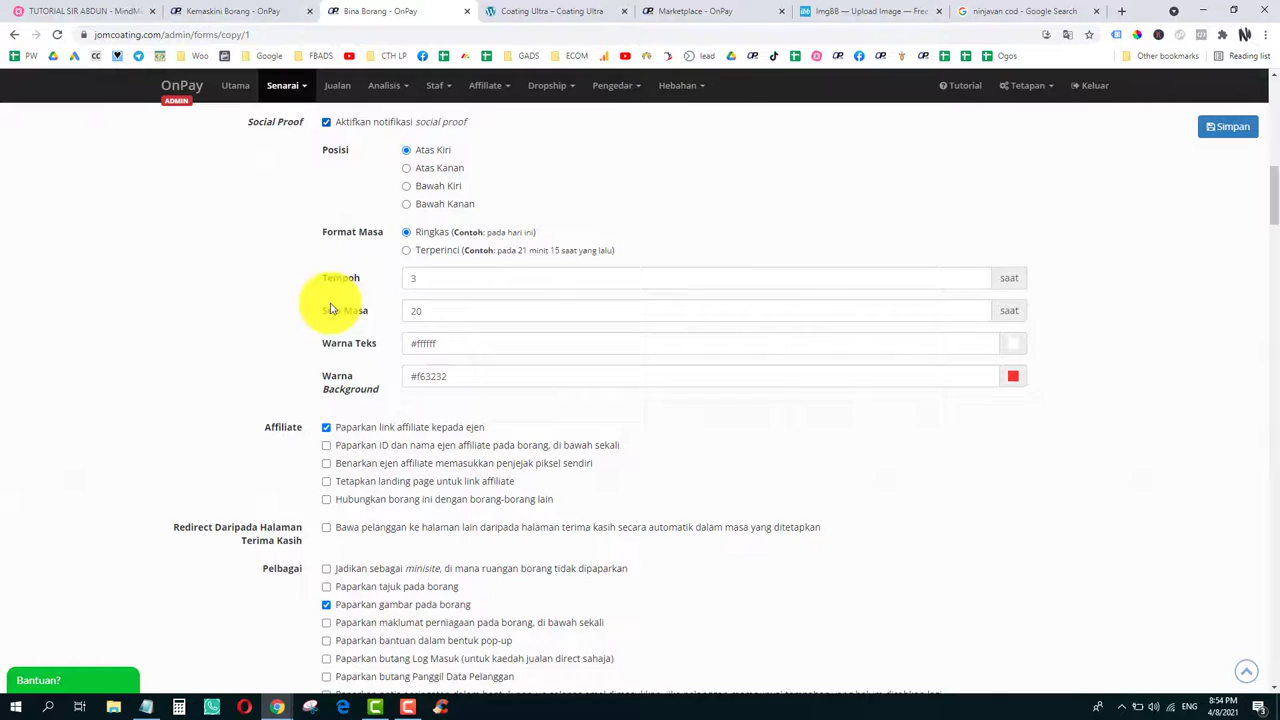 TUTORIAL SIR ABDUN - MindM
Kemaskini Borang - OnPay
Bina Borang - OnPay
Coating Ultra – Coating Ultra
Marketplace - OnPay
ImgBB — Upload Image — Free
ninjavan cod - Google Search
jomcoating.com/admin/forms/copy/1
PW
Woo
Google
FBADS
CTH LP
GADS
ECOM
lead
Ogos
Other bookmarks
Reading list
OnPay
ADMIN
Utama
Senarai
Jualan
Analisis
Staf
Affiliate
Dropship
Pengedar
Hebahan
Tutorial
Tetapan
Keluar
Social Proof
Aktifkan notifikasi social proof
Simpan
Posisi
Atas Kiri
Atas Kanan
Bawah Kiri
Bawah Kanan
Format Masa
Ringkas (Contoh: pada hari ini)
Terperinci (Contoh: pada 21 minit 15 saat yang lalu)
Tempoh
3
saat
Masa
20
saat
Warna Teks
#ffffff
Warna
Background
#f63232
Affiliate
Paparkan link affiliate kepada ejen
Paparkan ID dan nama ejen affiliate pada borang, di bawah sekali
Benarkan ejen affiliate memasukkan penjejak piksel sendiri
Tetapkan landing page untuk link affiliate
Hubungkan borang ini dengan borang-borang lain
Redirect Daripada Halaman
Terima Kasih
Bawa pelanggan ke halaman lain daripada halaman terima kasih secara automatik dalam masa yang ditetapkan
Pelbagai
Jadikan sebagai minisite, di mana ruangan borang tidak dipaparkan
Paparkan tajuk pada borang
Paparkan gambar pada borang
Paparkan maklumat perniagaan pada borang, di bawah sekali
Paparkan bantuan dalam bentuk pop-up
Paparkan butang Log Masuk (untuk kaedah jualan direct sahaja)
Paparkan butang Panggil Data Pelanggan
Bantuan?
ENG
8:54 PM
4/8/2021
3